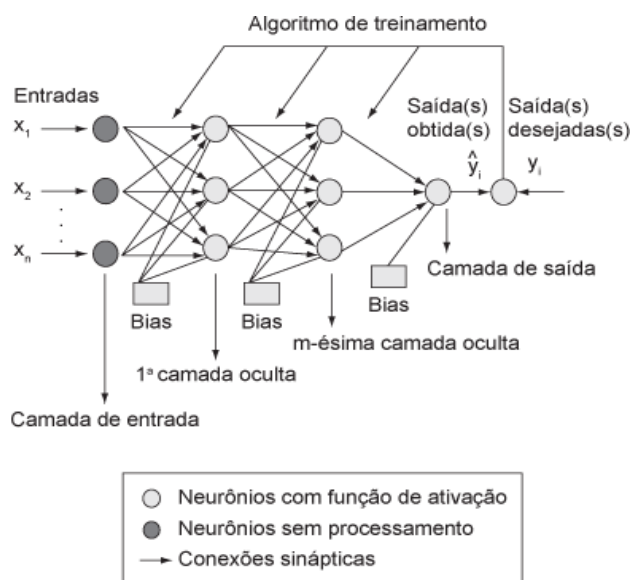 Algoritmo de treinamento
Entradas
Saída(s)
obtida(s)
Saída(s)
desejadas(s)
x1
x2
xn
ŷi
yi
Camada de saída
Bias
Bias
Bias
m-ésima camada oculta
1ª camada oculta
Camada de entrada
Neurônios com função de ativação
Neurônios sem processamento
Conexões sinápticas